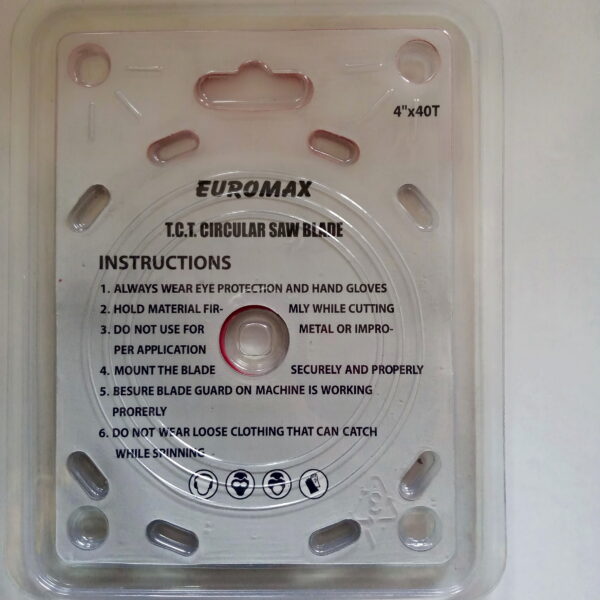 4"x40T
EUROMAX
T.C.T. CIRCULAR SAW BLADE
INSTRUCTIONS
1. ALWAYS WEAR EYE PROTECTION AND HAND GLOVES
2. HOLD MATERIAL FIR- MLY WHILE CUTTING
3. DO NOT USE FOR METAL OR IMPRO-
PER APPLICATION
4. MOUNT THE BLADE SECURELY AND PROPERLY
5. BESURE BLADE GUARD ON MACHINE IS WORKING
PRORERLY
6. DO NOT WEAR LOOSE CLOTHING THAT CAN CATCH
WHILE SPINNING